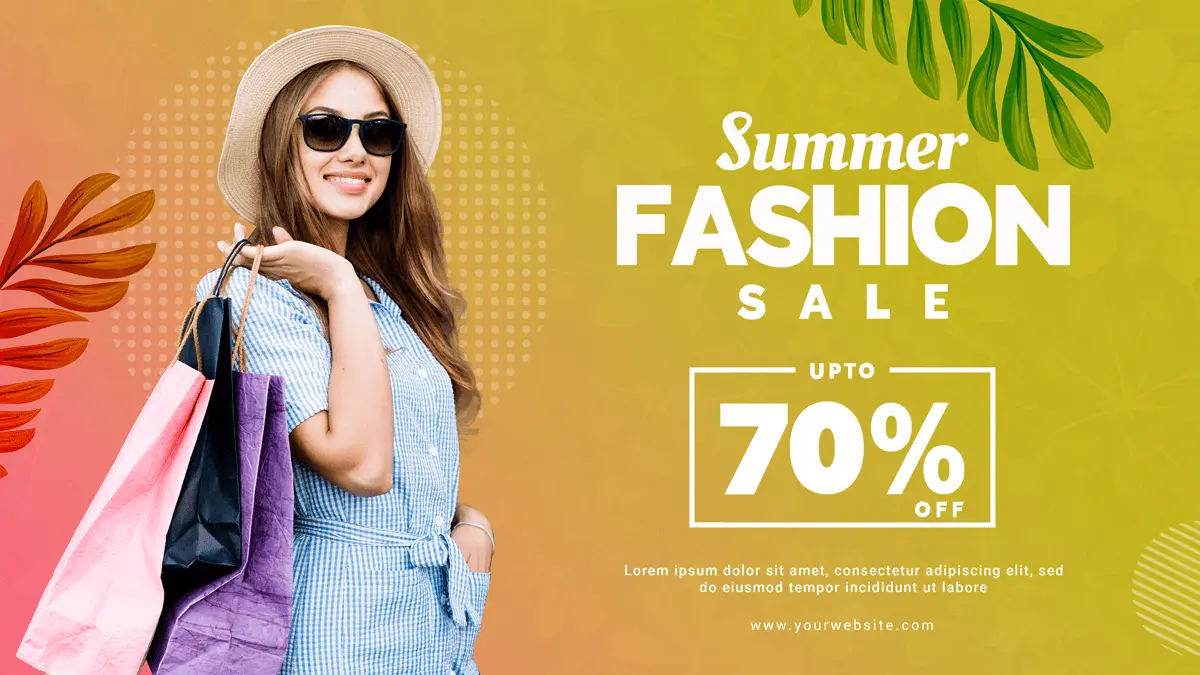 Summer
FASHION
SALE
UPTO
70%
OFF
Lorem ipsum dolor sit amet, consectetur adipiscing elit, sed
do eiusmod tempor incididunt ut labore
www.yourwebsite.com